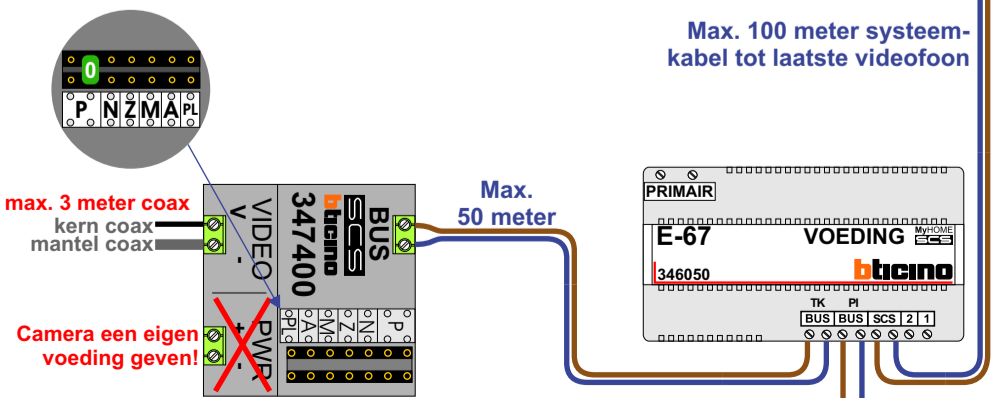 Max. 100 meter systeem-
kabel tot laatste videofoon
0
P N Z M A PL
max. 3 meter coax
kern coax
mantel coax
Camera een eigen
voeding geven!
VIDEO
V -
PWR
+ -
347400
bticino
SCS
BUS
PL A M Z N P
Max.
50 meter
PRIMAIR
E-67 VOEDING MyHOME
SCS
346050 bticino
TK PI
BUS BUS SCS 2 1